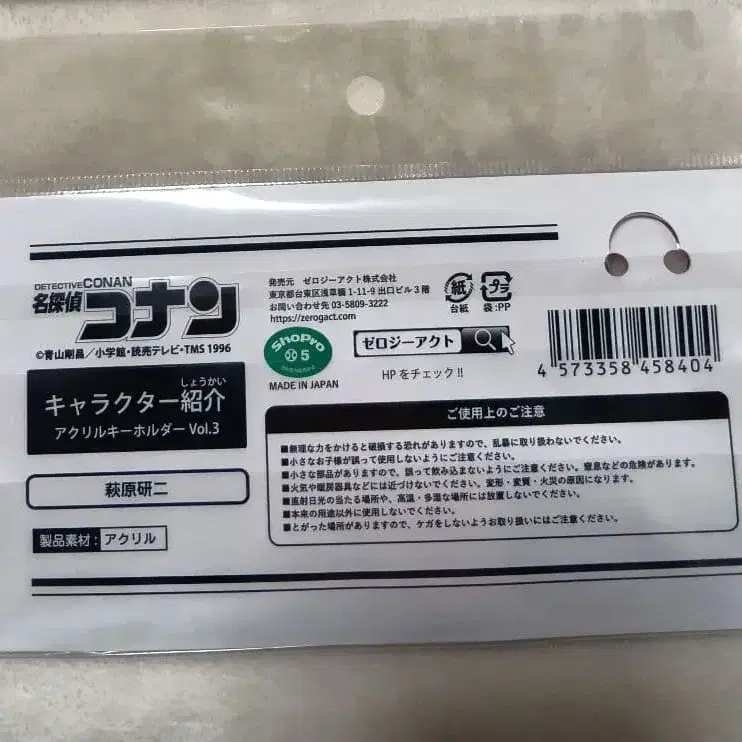 DETECTIVE CONAN
名探偵コナン
©青山剛昌/小学館・読売テレビ・TMS 1996
しょうかい
キャラクター紹介
アクリルキーホルダー Vol.3
萩原研二
製品素材:アクリル
発売元 ゼロジーアクト株式会社
東京都台東区浅草橋1-11-9 出口ビル3階
お問い合わせ先 03-5809-3222
https://zerogact.com/
ShoPro
5
MADE IN JAPAN
紙
台紙
プラ
袋:PP
ゼロジーアクト
HPをチェック!!
4 573358 458404
ご使用上のご注意
■無理な力をかけると破損する恐れがありますので、乱暴に取り扱わないでください。
■小さなお子様が誤って使用しないようにご注意ください。
■小さな部品がありますので、誤って飲み込まないようにご注意ください。窒息などの危険があります。
■火気や暖房器具などには近づけないでください。変形・変質・火災の原因になります。
■直射日光の当たる場所や、高温・多湿な場所には放置しないでください。
■本来の用途以外に使用しないでください。
■とがった場所がありますので、ケガをしないようお取り扱いにはご注意ください。